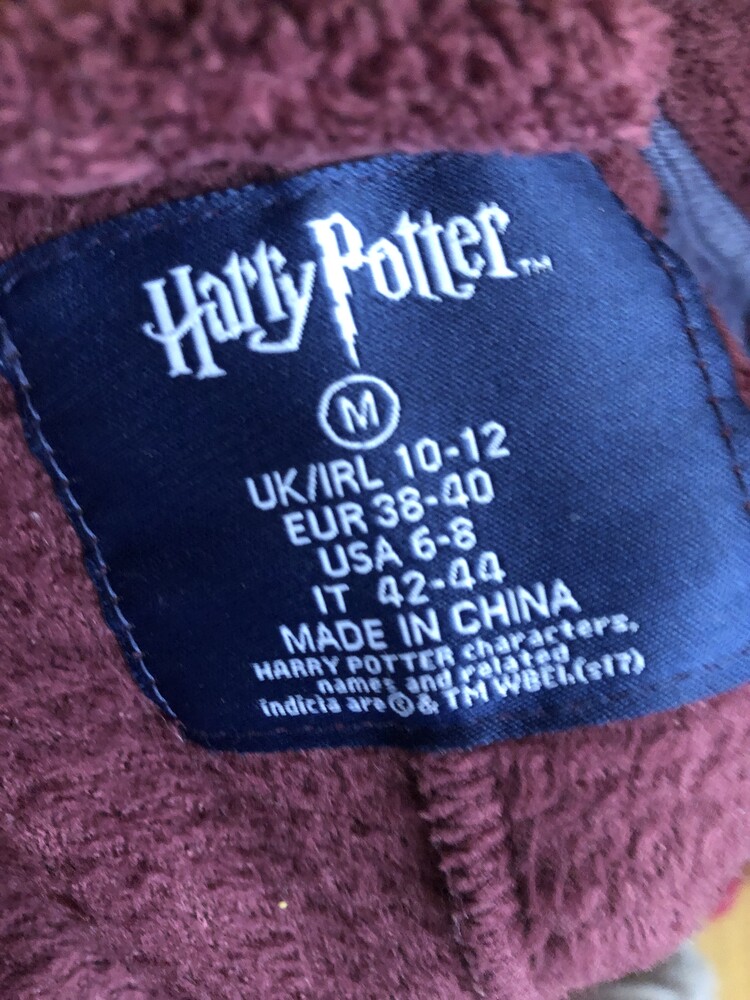 Harry Potter™
M
UK/IRL 10-12
EUR 38-40
USA 6-8
IT 42-44
MADE IN CHINA
HARRY POTTER characters,
names and related
indicia are © & TM WBEI.(s17)